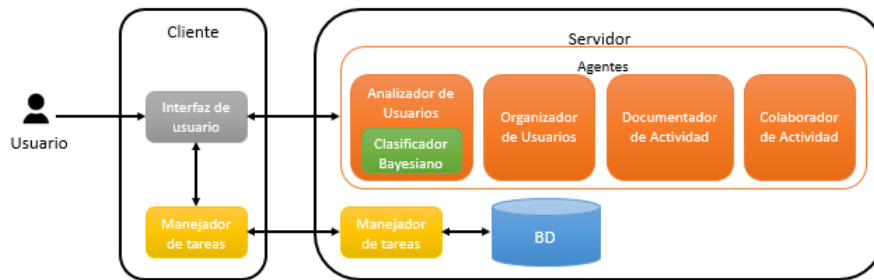 Cliente
Servidor
Agentes
Usuario
Interfaz de
usuario
Analizador de
Usuarios
Clasificador
Bayesiano
Organizador
de Usuarios
Documentador
de Actividad
Colaborador
de Actividad
Manejador
de tareas
Manejador
de tareas
BD